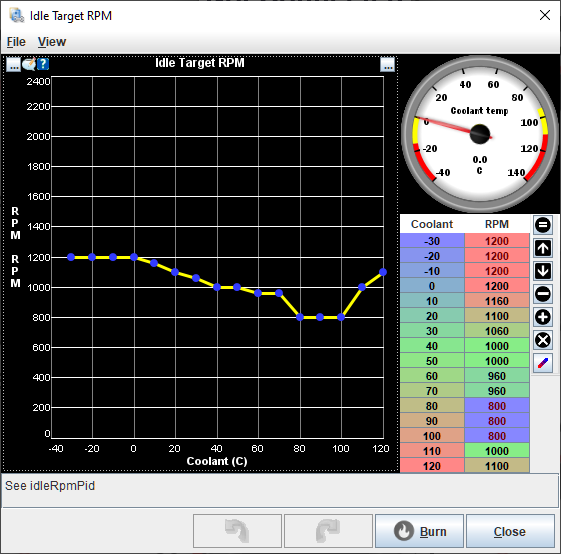 Idle Target RPM
File View
... ? Idle Target RPM ...
2400
2200
2000
1800
1600
1400
1200
1000
800
600
400
200
0
RPM RPM
-40 -20 0 20 40 60 80 100 120
Coolant (C)
-40 -20 0 20 40 60 80 100 120 140
Coolant temp
0.0
C
Coolant RPM
-30 1200
-20 1200
-10 1200
0 1200
10 1160
20 1100
30 1060
40 1000
50 1000
60 960
70 960
80 800
90 800
100 800
110 1000
120 1100
See idleRpmPid
Burn Close